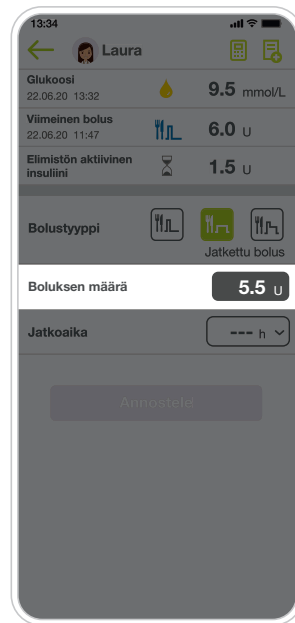 13:34
Laura
Glukoosi
22.06.20 13:32
9.5 mmol/L
Viimeinen bolus
22.06.20 11:47
6.0 U
Elimistön aktiivinen
insuliini
1.5 U
Bolustyyppi
Jatkettu bolus
Boluksen määrä
5.5 U
Jatkoaika
--- h
Annostele